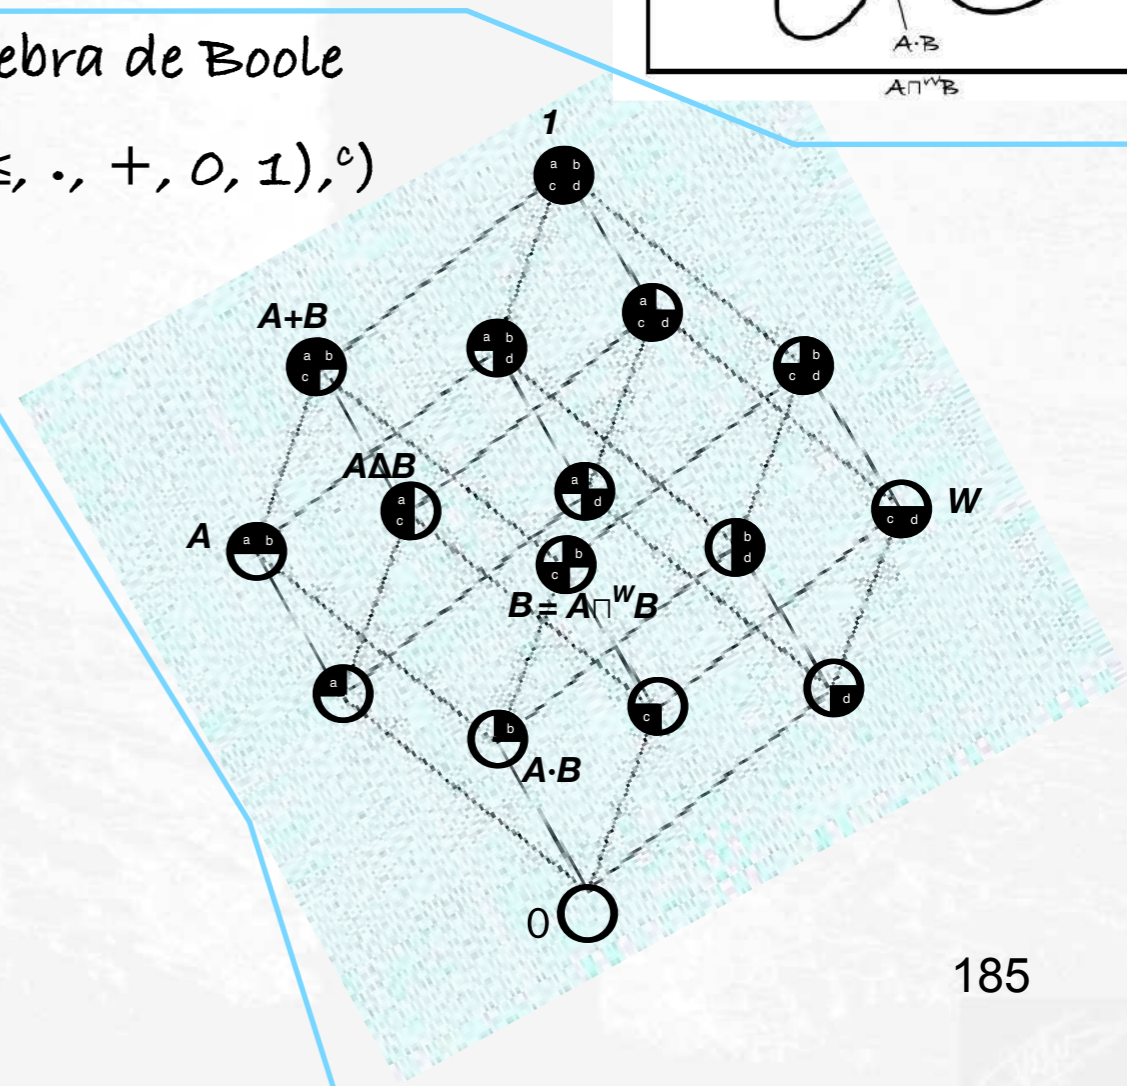 ebra de Boole
≤, ., +, 0, 1),ᶜ)
A·B
A⊓ᵂB
1
a b
c d
A+B
a b
c
a b
d
a
c d
b
c d
AΔB
a
c
a
d
A
a b
b
c
b
d
c d
W
B = A⊓ᵂB
a
b
c
d
A·B
0
185